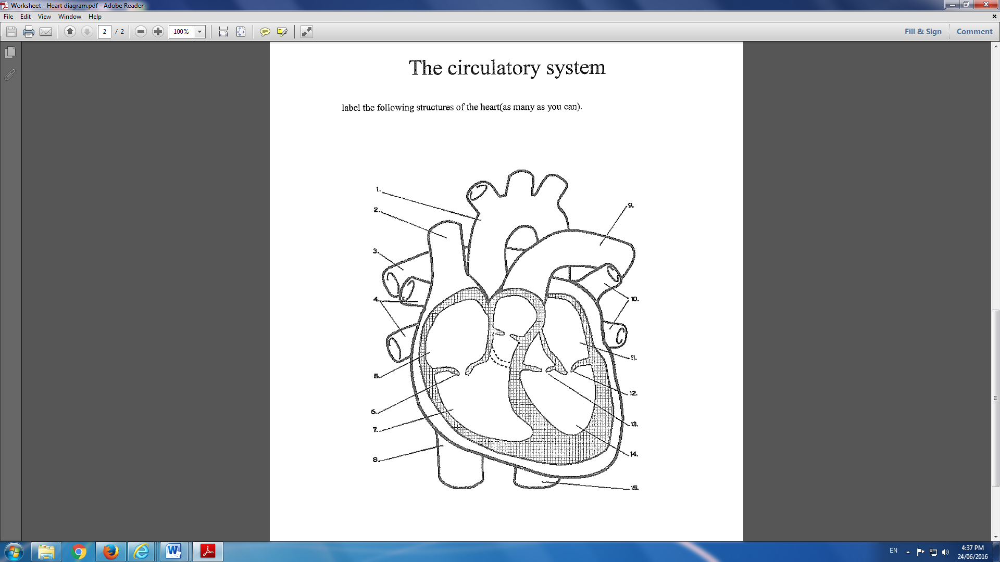 Worksheet - Heart diagram.pdf - Adobe Reader
File Edit View Window Help
2 / 2 100% Fill & Sign Comment
The circulatory system
label the following structures of the heart(as many as you can).
1.
2.
9.
3.
4.
10.
5.
11.
6.
12.
7.
13.
8.
14.
15.
EN 4:37 PM
24/06/2016